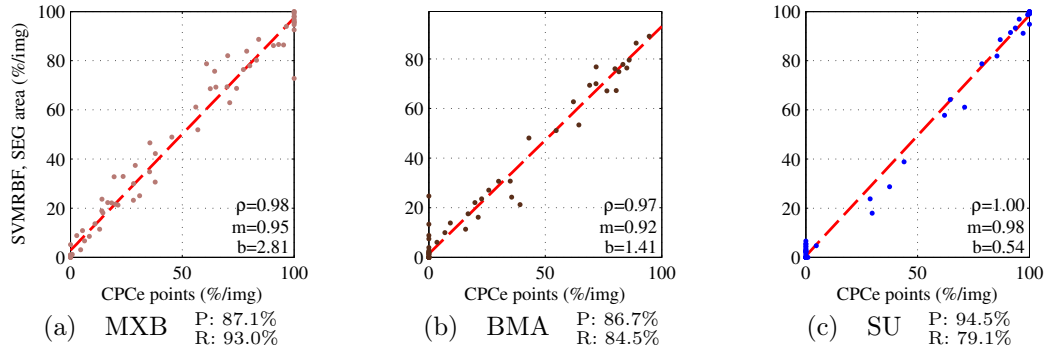 SVMRBF, SEG area (%/img)
100
80
60
40
20
0
0
50
100
CPCe points (%/img)
ρ=0.98
m=0.95
b=2.81
(a) MXB P: 87.1%
R: 93.0%
100
80
60
40
20
0
0
50
100
CPCe points (%/img)
ρ=0.97
m=0.92
b=1.41
(b) BMA P: 86.7%
R: 84.5%
100
80
60
40
20
0
0
50
100
CPCe points (%/img)
ρ=1.00
m=0.98
b=0.54
(c) SU P: 94.5%
R: 79.1%